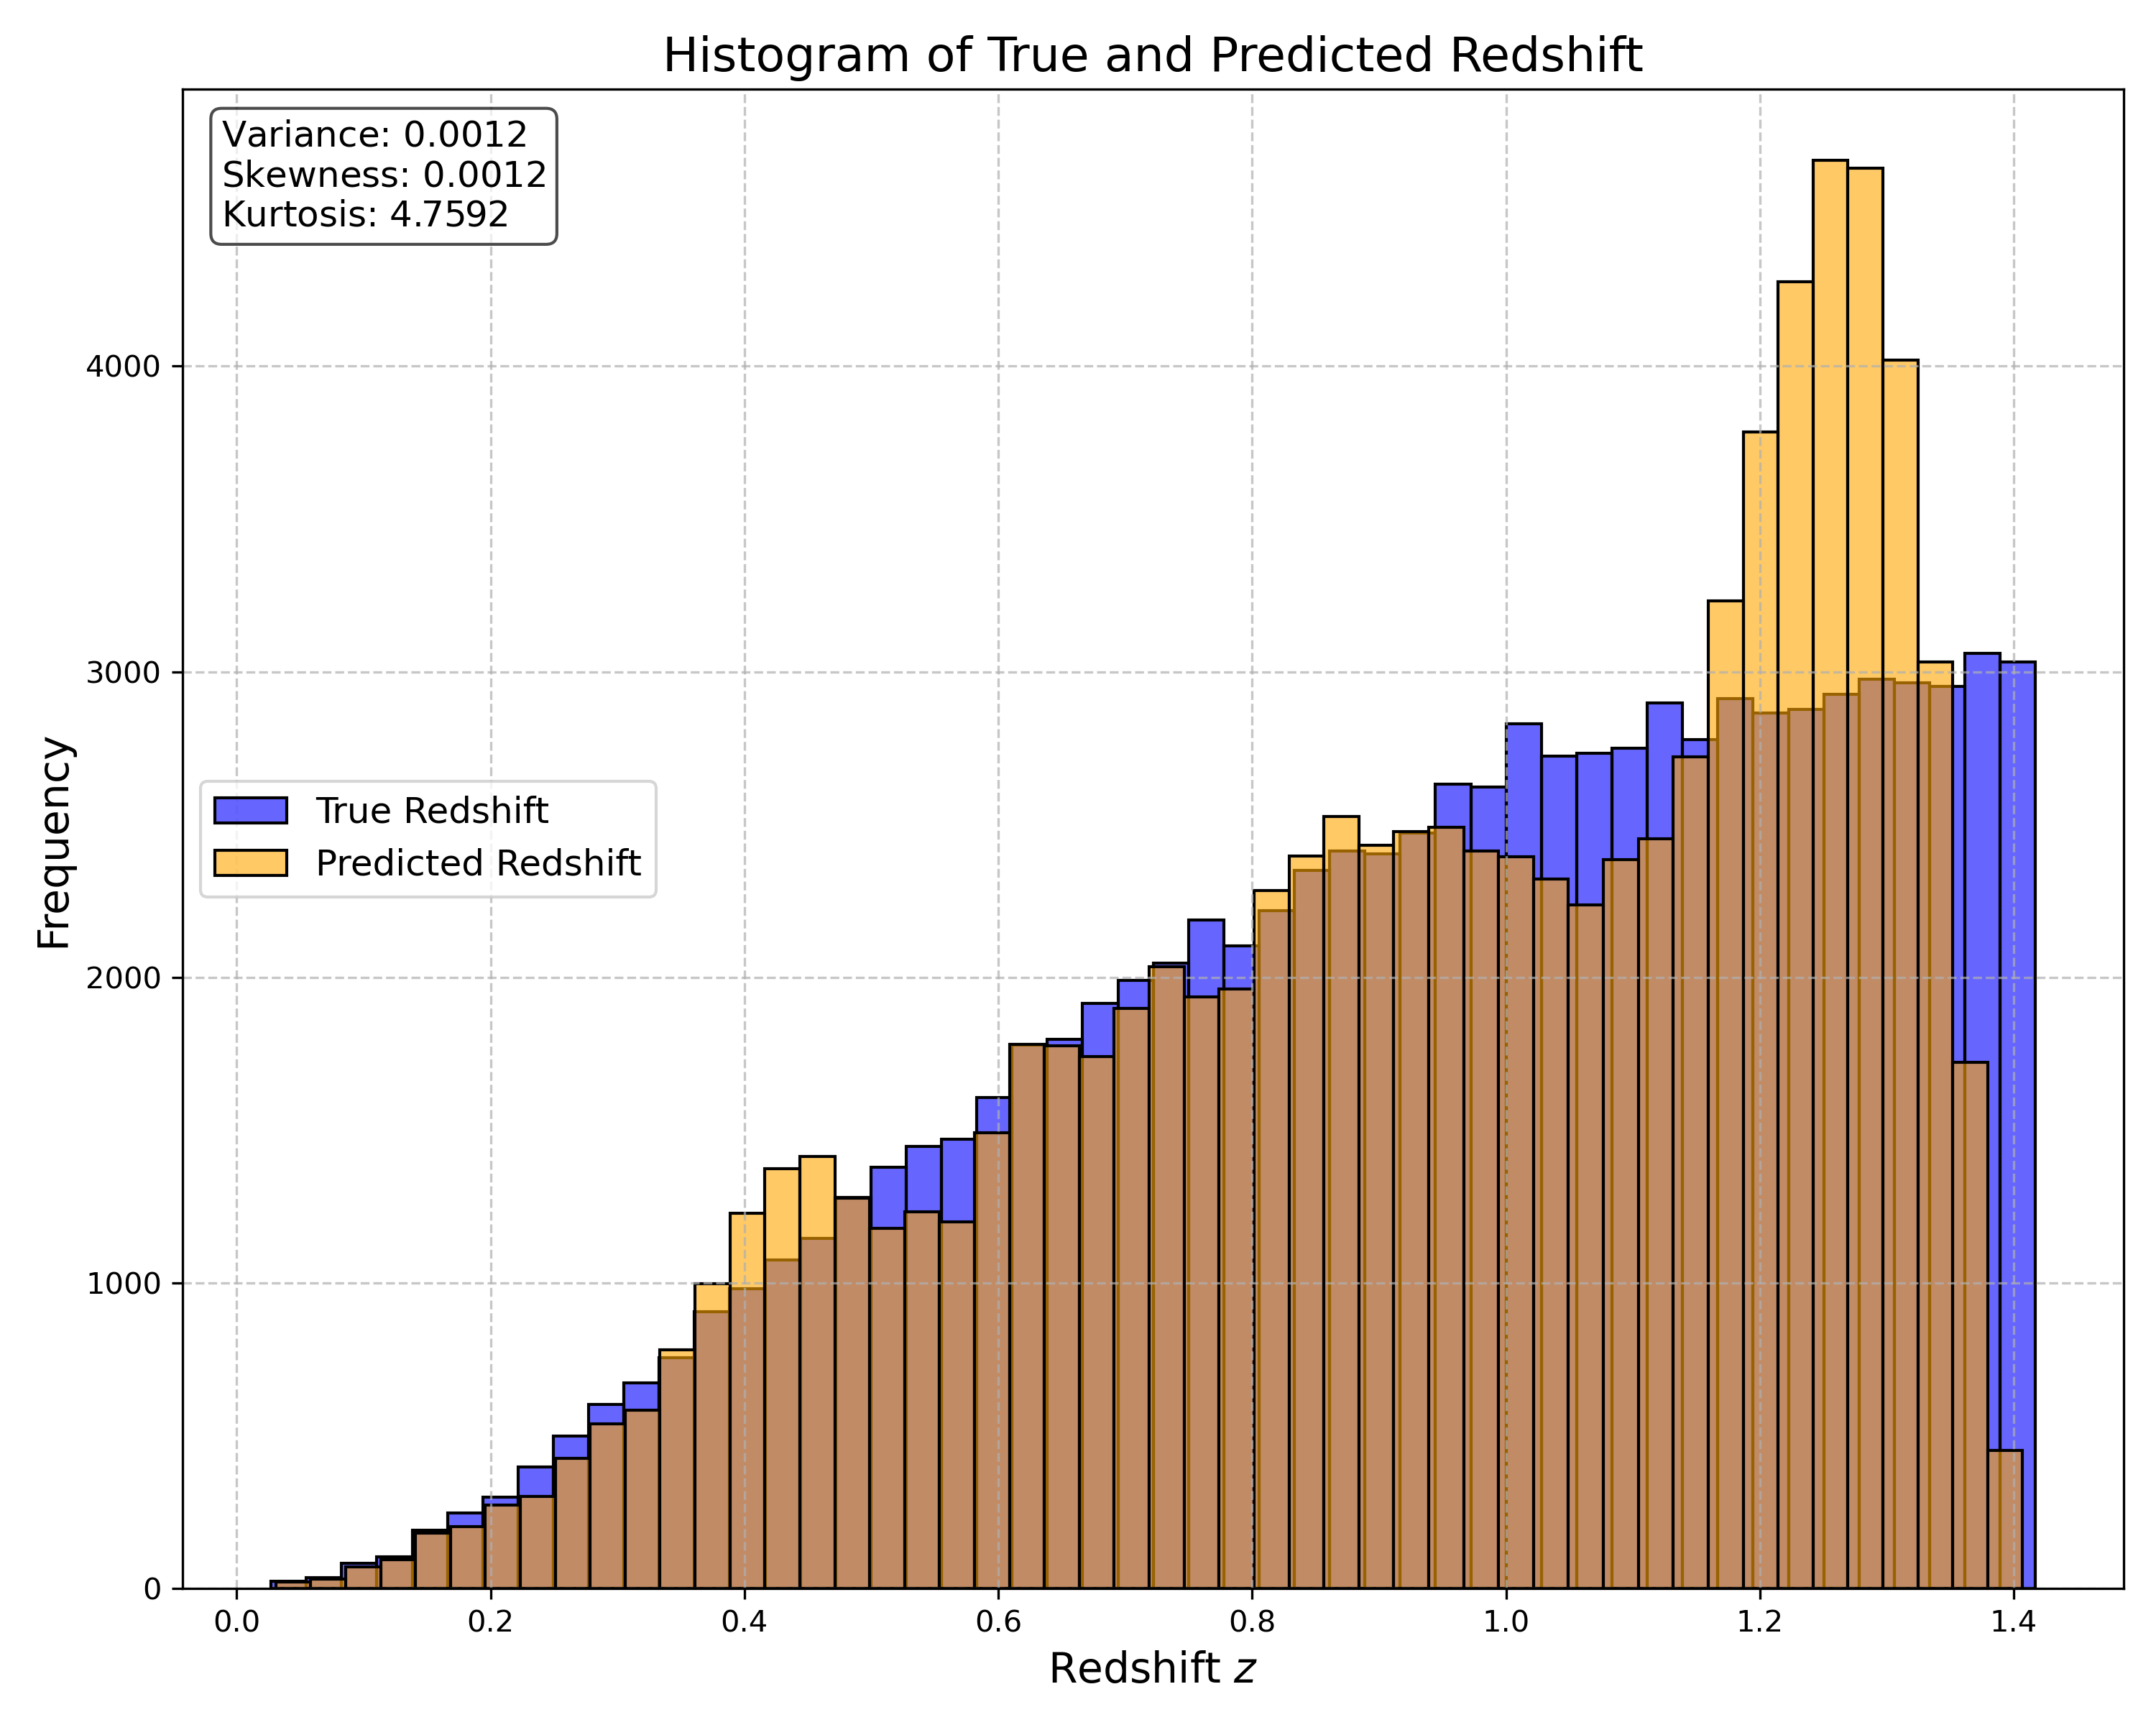 Histogram of True and Predicted Redshift
Variance: 0.0012
Skewness: 0.0012
Kurtosis: 4.7592
4000
3000
2000
1000
0
Frequency
True Redshift
Predicted Redshift
0.0 0.2 0.4 0.6 0.8 1.0 1.2 1.4
Redshift z